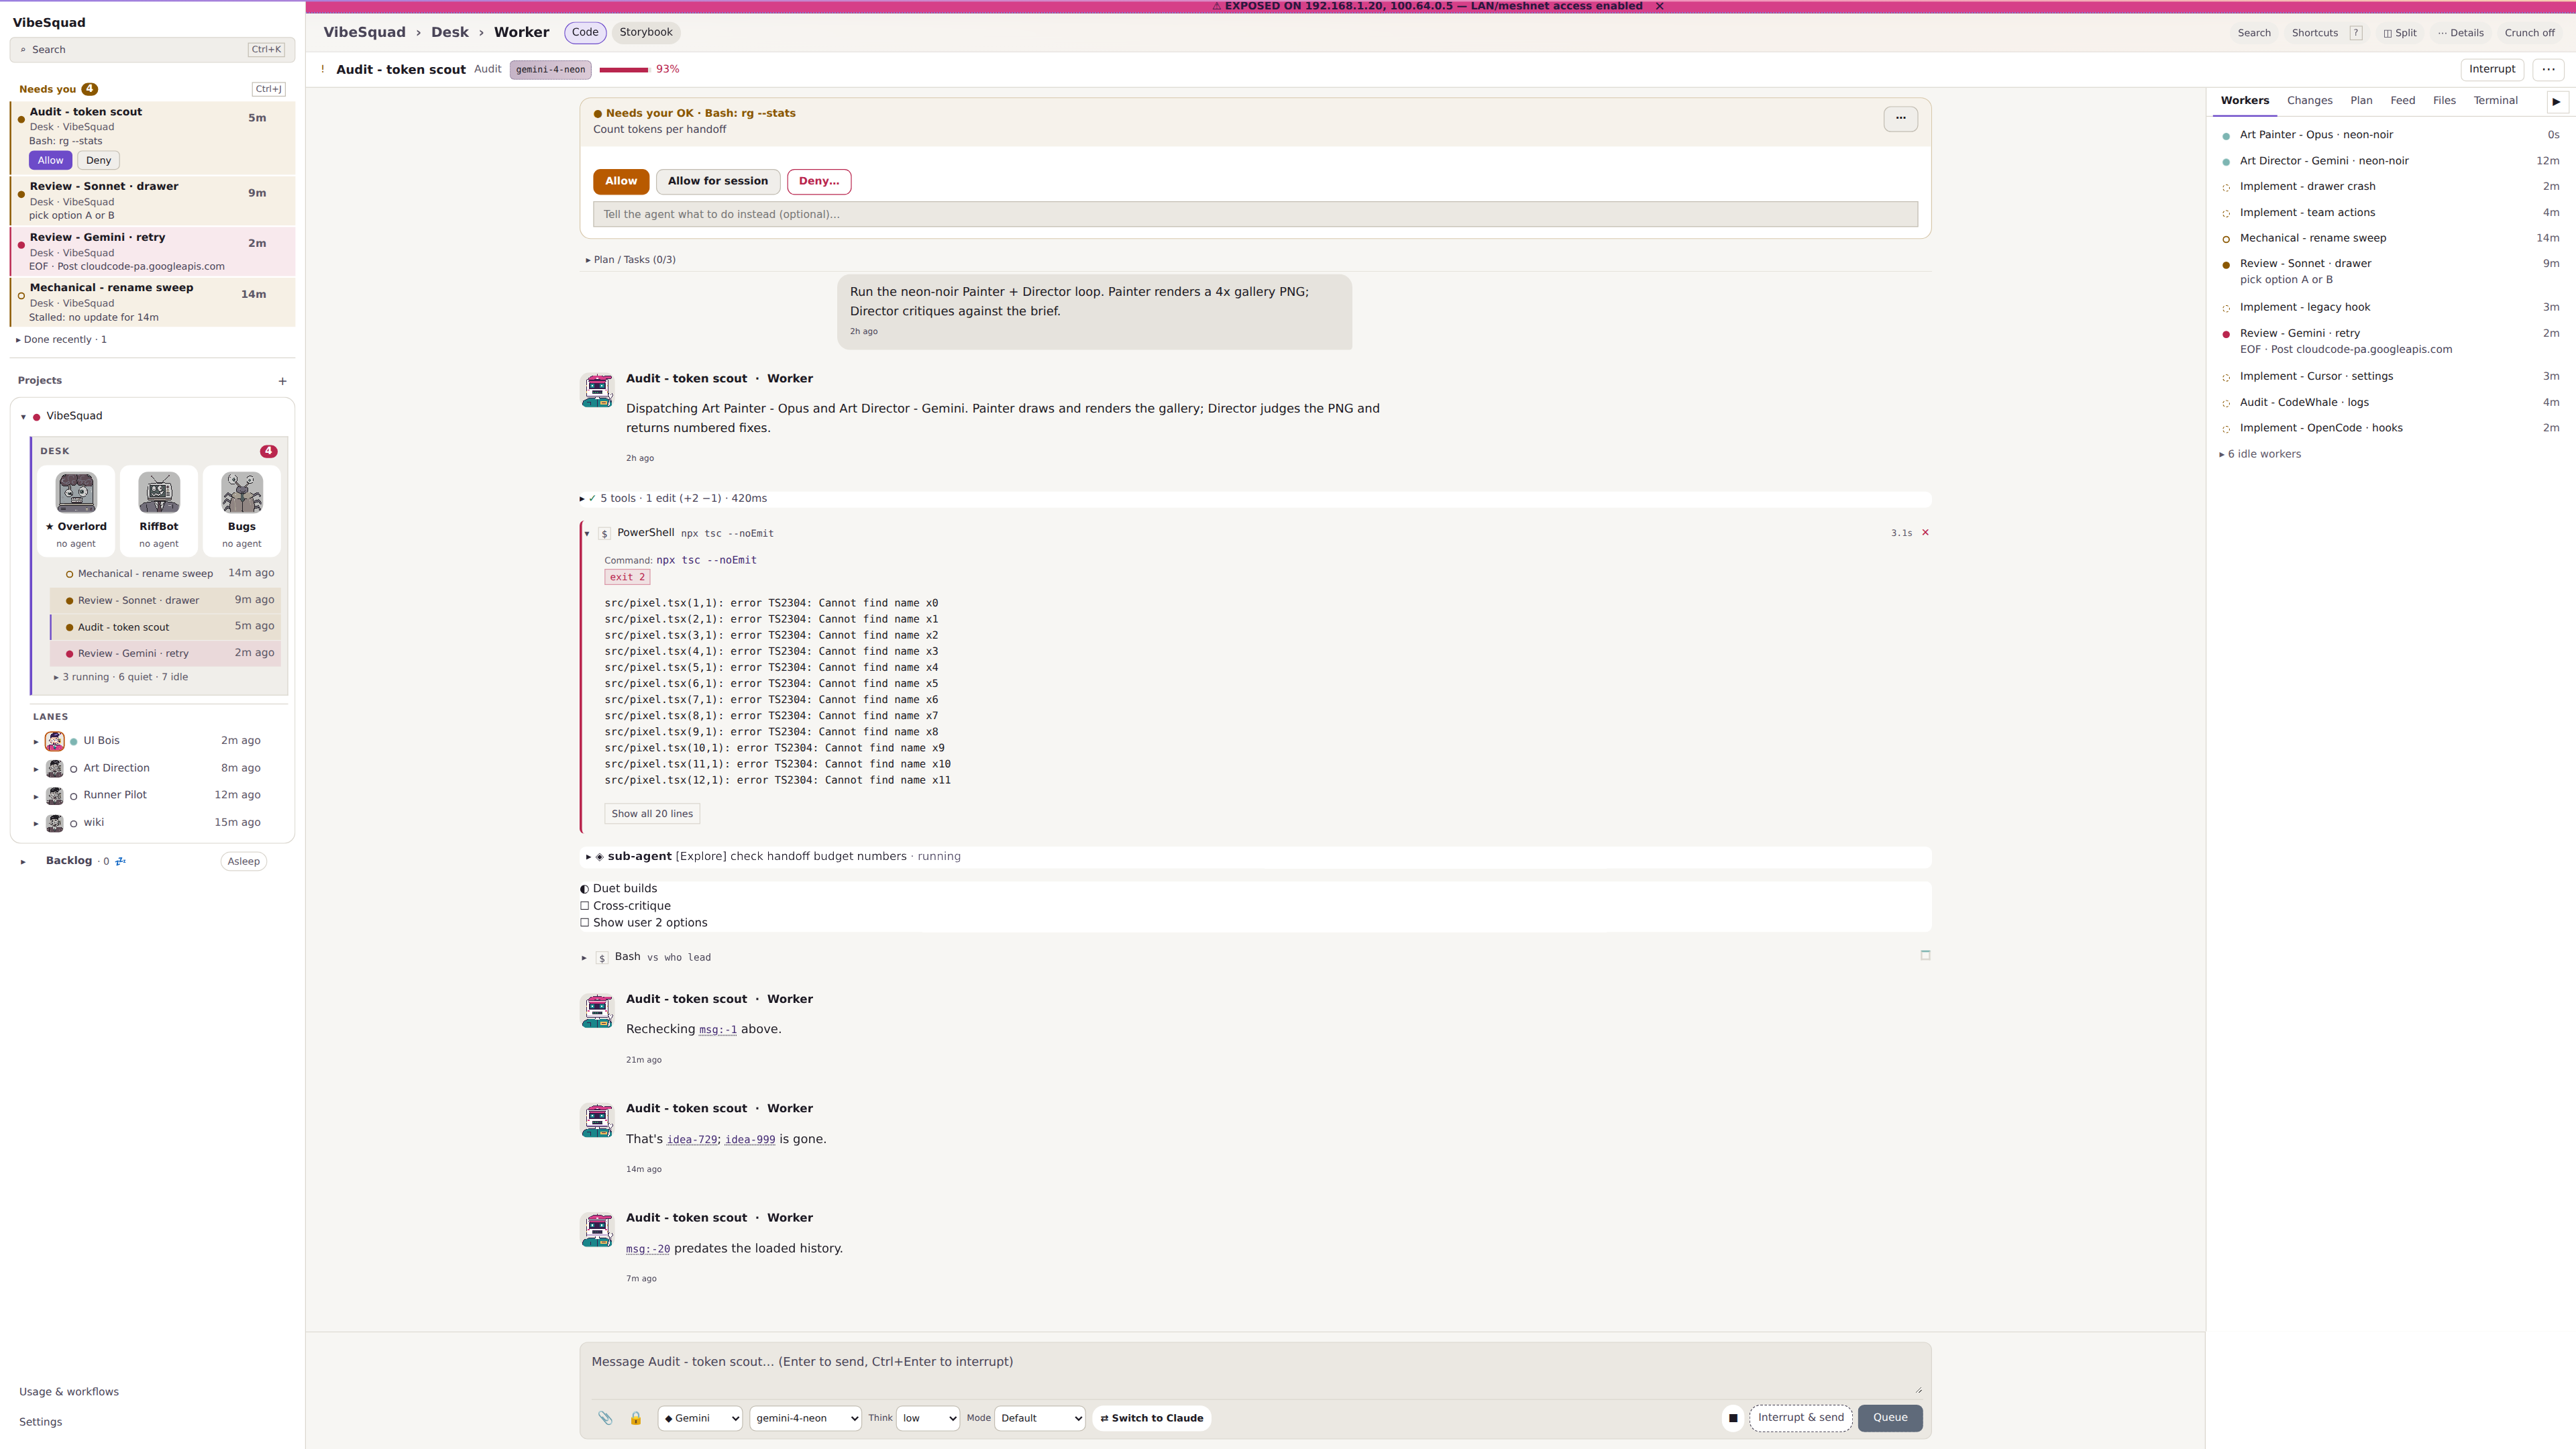 ⚠ EXPOSED ON 192.168.1.20, 100.64.0.5 — LAN/meshnet access enabled ✕
VibeSquad
Search Ctrl+K
Needs you 4 Ctrl+J
Audit - token scout 5m
Desk · VibeSquad
Bash: rg --stats
Allow Deny
Review - Sonnet · drawer 9m
Desk · VibeSquad
pick option A or B
Review - Gemini · retry 2m
Desk · VibeSquad
EOF · Post cloudcode-pa.googleapis.com
Mechanical - rename sweep 14m
Desk · VibeSquad
Stalled: no update for 14m
▸ Done recently · 1
Projects +
▾ VibeSquad
DESK 4
★ Overlord RiffBot Bugs
no agent no agent no agent
Mechanical - rename sweep 14m ago
Review - Sonnet · drawer 9m ago
Audit - token scout 5m ago
Review - Gemini · retry 2m ago
▸ 3 running · 6 quiet · 7 idle
LANES
▸ UI Bois 2m ago
▸ Art Direction 8m ago
▸ Runner Pilot 12m ago
▸ wiki 15m ago
▸ Backlog · 0 💤 Asleep
Usage & workflows
Settings
VibeSquad › Desk › Worker Code Storybook
Search Shortcuts ? ◫ Split ⋯ Details Crunch off
! Audit - token scout Audit gemini-4-neon 93%
Interrupt ⋯
● Needs your OK · Bash: rg --stats
Count tokens per handoff
⋯
Allow Allow for session Deny…
Tell the agent what to do instead (optional)…
▸ Plan / Tasks (0/3)
Run the neon-noir Painter + Director loop. Painter renders a 4x gallery PNG;
Director critiques against the brief.
2h ago
Audit - token scout · Worker
Dispatching Art Painter - Opus and Art Director - Gemini. Painter draws and renders the gallery; Director judges the PNG and
returns numbered fixes.
2h ago
▸ ✓ 5 tools · 1 edit (+2 −1) · 420ms
▾ $ PowerShell npx tsc --noEmit 3.1s ✕
Command: npx tsc --noEmit
exit 2
src/pixel.tsx(1,1): error TS2304: Cannot find name x0
src/pixel.tsx(2,1): error TS2304: Cannot find name x1
src/pixel.tsx(3,1): error TS2304: Cannot find name x2
src/pixel.tsx(4,1): error TS2304: Cannot find name x3
src/pixel.tsx(5,1): error TS2304: Cannot find name x4
src/pixel.tsx(6,1): error TS2304: Cannot find name x5
src/pixel.tsx(7,1): error TS2304: Cannot find name x6
src/pixel.tsx(8,1): error TS2304: Cannot find name x7
src/pixel.tsx(9,1): error TS2304: Cannot find name x8
src/pixel.tsx(10,1): error TS2304: Cannot find name x9
src/pixel.tsx(11,1): error TS2304: Cannot find name x10
src/pixel.tsx(12,1): error TS2304: Cannot find name x11
Show all 20 lines
▸ ◈ sub-agent [Explore] check handoff budget numbers · running
◐ Duet builds
☐ Cross-critique
☐ Show user 2 options
▸ $ Bash vs who lead
Audit - token scout · Worker
Rechecking msg:-1 above.
21m ago
Audit - token scout · Worker
That's idea-729; idea-999 is gone.
14m ago
Audit - token scout · Worker
msg:-20 predates the loaded history.
7m ago
Message Audit - token scout… (Enter to send, Ctrl+Enter to interrupt)
📎 🔒 ◆ Gemini gemini-4-neon Think low Mode Default ⇄ Switch to Claude
■ Interrupt & send Queue
Workers Changes Plan Feed Files Terminal ▶
Art Painter - Opus · neon-noir 0s
Art Director - Gemini · neon-noir 12m
Implement - drawer crash 2m
Implement - team actions 4m
Mechanical - rename sweep 14m
Review - Sonnet · drawer 9m
pick option A or B
Implement - legacy hook 3m
Review - Gemini · retry 2m
EOF · Post cloudcode-pa.googleapis.com
Implement - Cursor · settings 3m
Audit - CodeWhale · logs 4m
Implement - OpenCode · hooks 2m
▸ 6 idle workers